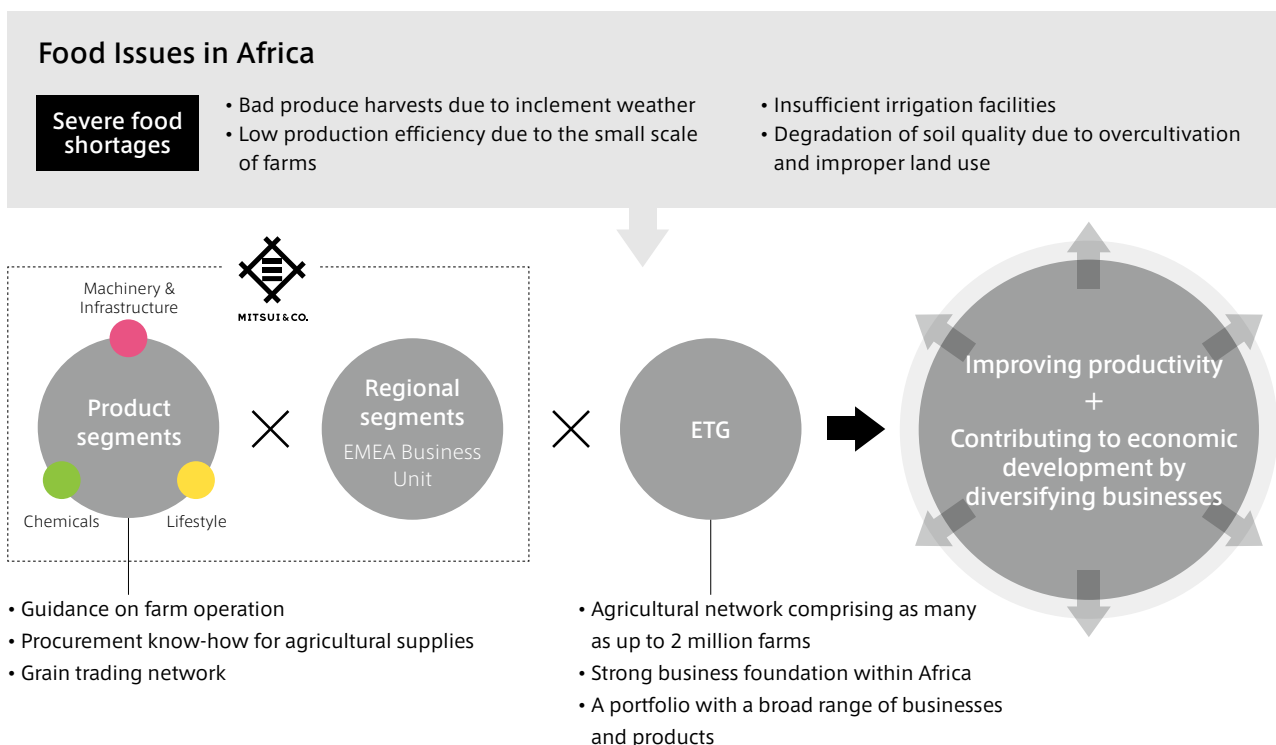 Food Issues in Africa
Severe food
shortages
• Bad produce harvests due to inclement weather
• Low production efficiency due to the small scale
of farms
• Insufficient irrigation facilities
• Degradation of soil quality due to overcultivation
and improper land use
MITSUI & CO.
Machinery &
Infrastructure
Product
segments
Chemicals
Lifestyle
Regional
segments
EMEA Business
Unit
ETG
Improving productivity
+
Contributing to economic
development by
diversifying businesses
• Guidance on farm operation
• Procurement know-how for agricultural supplies
• Grain trading network
• Agricultural network comprising as many
as up to 2 million farms
• Strong business foundation within Africa
• A portfolio with a broad range of businesses
and products